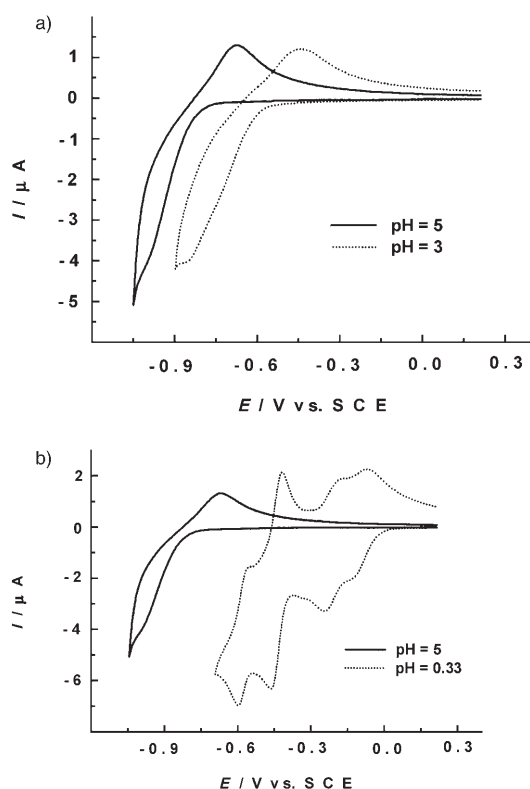 a)
1
0
-1
-2
-3
-4
-5
I / µ A
pH = 5
pH = 3
-0.9 -0.6 -0.3 0.0 0.3
E / V vs. S C E
b)
2
0
-2
-4
-6
I / µ A
pH = 5
pH = 0.33
-0.9 -0.6 -0.3 0.0 0.3
E / V vs. S C E